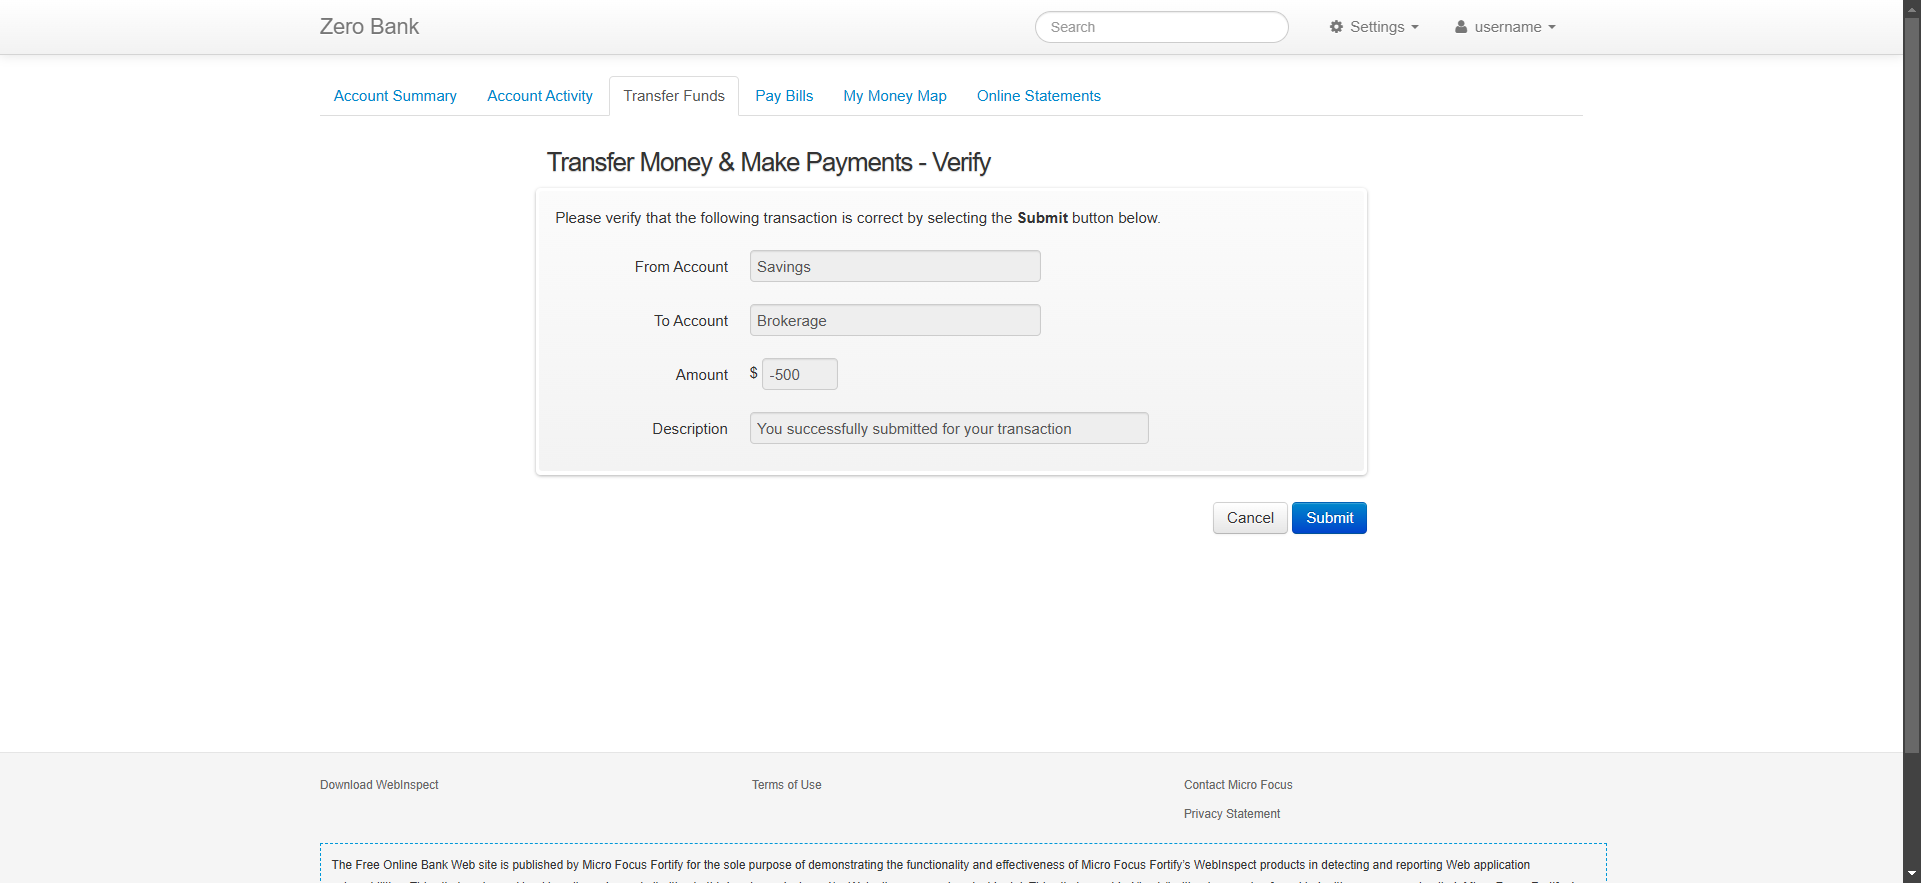 Zero Bank
Search
Settings
username
Account Summary
Account Activity
Transfer Funds
Pay Bills
My Money Map
Online Statements
Transfer Money & Make Payments - Verify
Please verify that the following transaction is correct by selecting the Submit button below.
From Account
Savings
To Account
Brokerage
Amount
$ -500
Description
You successfully submitted for your transaction
Cancel
Submit
Download WebInspect
Terms of Use
Contact Micro Focus
Privacy Statement
The Free Online Bank Web site is published by Micro Focus Fortify for the sole purpose of demonstrating the functionality and effectiveness of Micro Focus Fortify's WebInspect products in detecting and reporting Web application